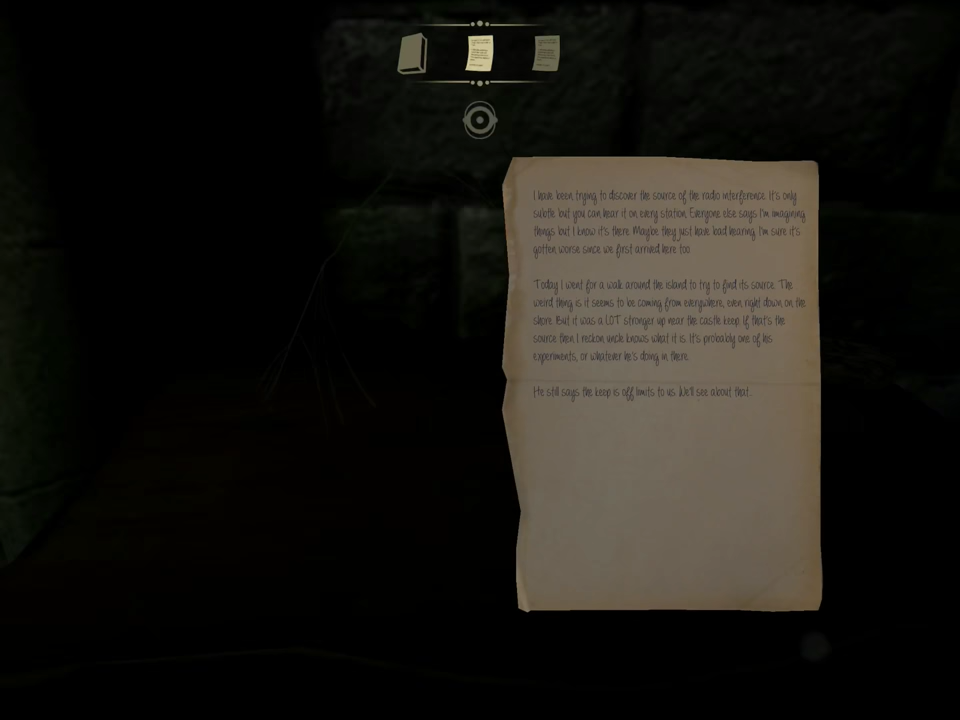 I have been trying to discover the source of the radio interference. It's only
subtle but you can hear it on every station. Everyone else says I'm imagining
things but I know it's there. Maybe they just have bad hearing. I'm sure it's
gotten worse since we first arrived here too.
Today I went for a walk around the island to try to find its source. The
weird thing is it seems to be coming from everywhere, even right down on the
shore. But it was a LOT stronger up near the castle keep. If that's the
source then I reckon uncle knows what it is. It's probably one of his
experiments, or whatever he's doing in there.
He still says the keep is off limits to us. We'll see about that...